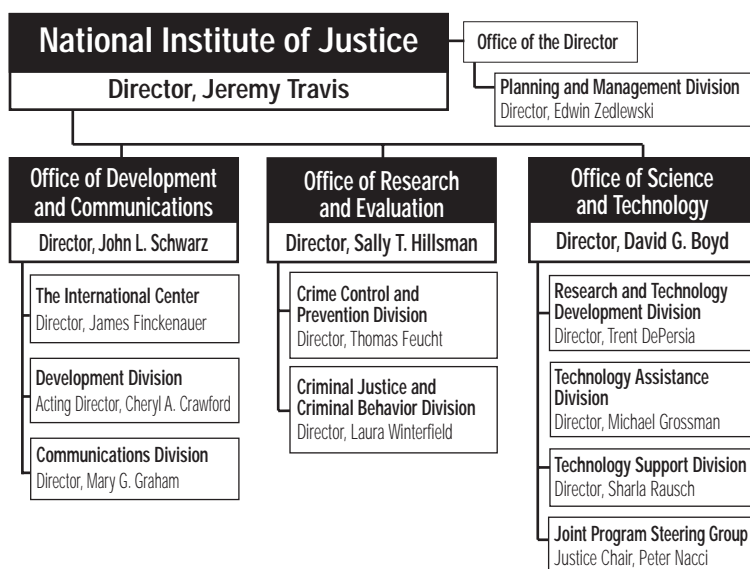 National Institute of Justice
Director, Jeremy Travis
Office of the Director
Planning and Management Division
Director, Edwin Zedlewski
Office of Development
and Communications
Director, John L. Schwarz
The International Center
Director, James Finckenauer
Development Division
Acting Director, Cheryl A. Crawford
Communications Division
Director, Mary G. Graham
Office of Research
and Evaluation
Director, Sally T. Hillsman
Crime Control and
Prevention Division
Director, Thomas Feucht
Criminal Justice and
Criminal Behavior Division
Director, Laura Winterfield
Office of Science
and Technology
Director, David G. Boyd
Research and Technology
Development Division
Director, Trent DePersia
Technology Assistance
Division
Director, Michael Grossman
Technology Support Division
Director, Sharla Rausch
Joint Program Steering Group
Justice Chair, Peter Nacci